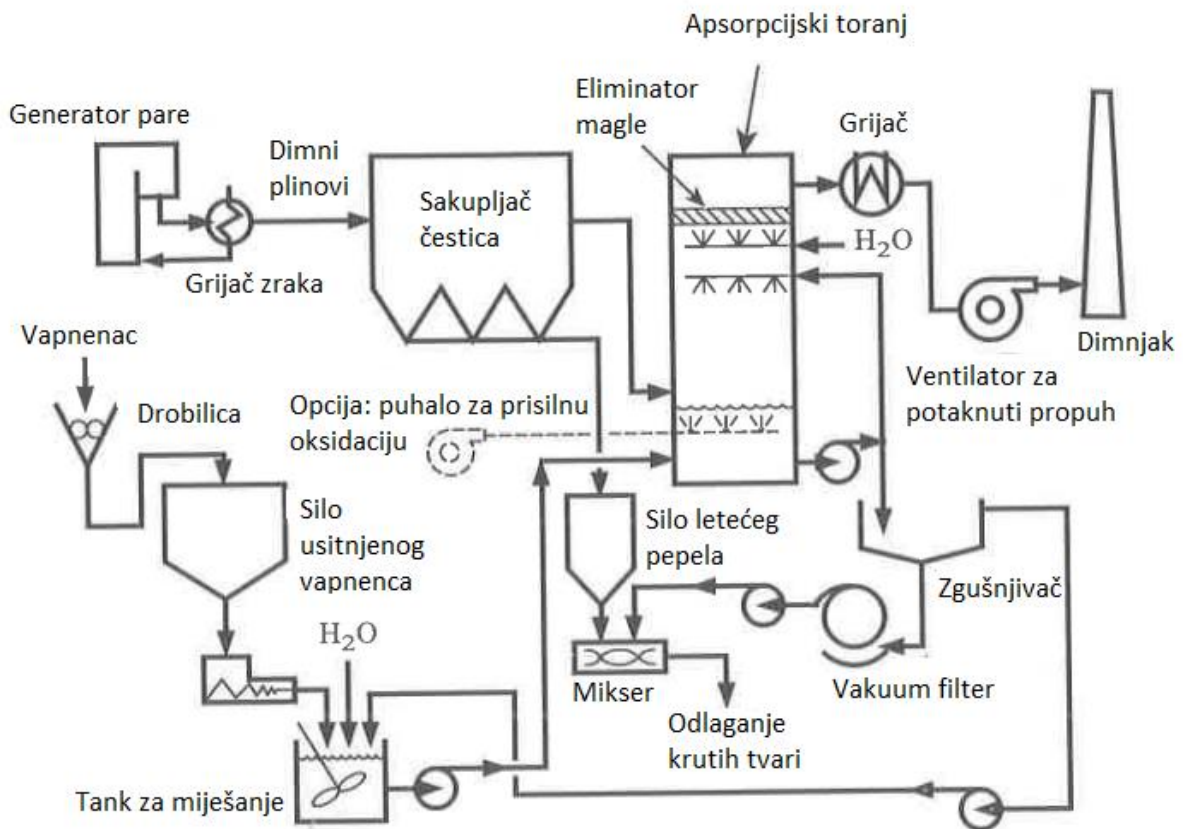 Apsorpcijski toranj
Eliminator
magle
Grijač
Generator pare
Dimni
plinovi
Sakupljač
čestica
H₂O
Grijač zraka
Vapnenac
Dimnjak
Ventilator za
potaknuti propuh
Drobilica
Opcija: puhalo za prisilnu
oksidaciju
Silo
usitnjenog
vapnenca
Silo letećeg
pepela
Zgušnjivač
H₂O
Mikser
Vakuum filter
Odlaganje
krutih tvari
Tank za miješanje